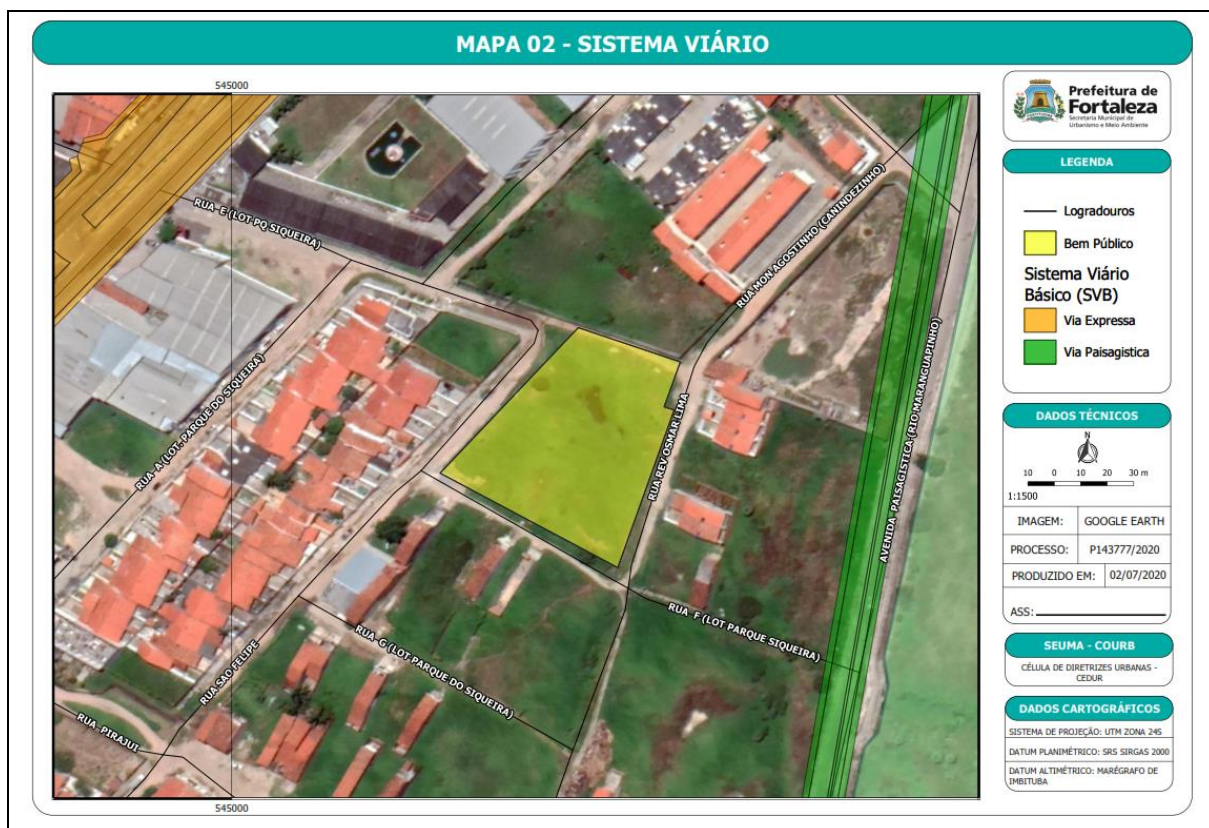 MAPA 02 - SISTEMA VIÁRIO
545000
RUA E (LOT PQ SIQUEIRA)
RUA MON AGOSTINHO (CANINDEZINHO)
RUA A (LOT. PARQUE DO SIQUEIRA)
RUA REV OSMAR LIMA
AVENIDA PAISAGISTICA (RIO MARANGUAPINHO)
RUA F (LOT PARQUE SIQUEIRA)
RUA G (LOT PARQUE DO SIQUEIRA)
RUA SAO FELIPE
RUA PIRAJUI
545000
Prefeitura de
Fortaleza
Secretaria Municipal de
Urbanismo e Meio Ambiente
LEGENDA
Logradouros
Bem Público
Sistema Viário
Básico (SVB)
Via Expressa
Via Paisagistica
DADOS TÉCNICOS
N
10 0 10 20 30 m
1:1500
IMAGEM: GOOGLE EARTH
PROCESSO: P143777/2020
PRODUZIDO EM: 02/07/2020
ASS:
SEUMA - COURB
CÉLULA DE DIRETRIZES URBANAS -
CEDUR
DADOS CARTOGRÁFICOS
SISTEMA DE PROJEÇÃO: UTM ZONA 24S
DATUM PLANIMÉTRICO: SRS SIRGAS 2000
DATUM ALTIMÉTRICO: MARÉGRAFO DE
IMBITUBA